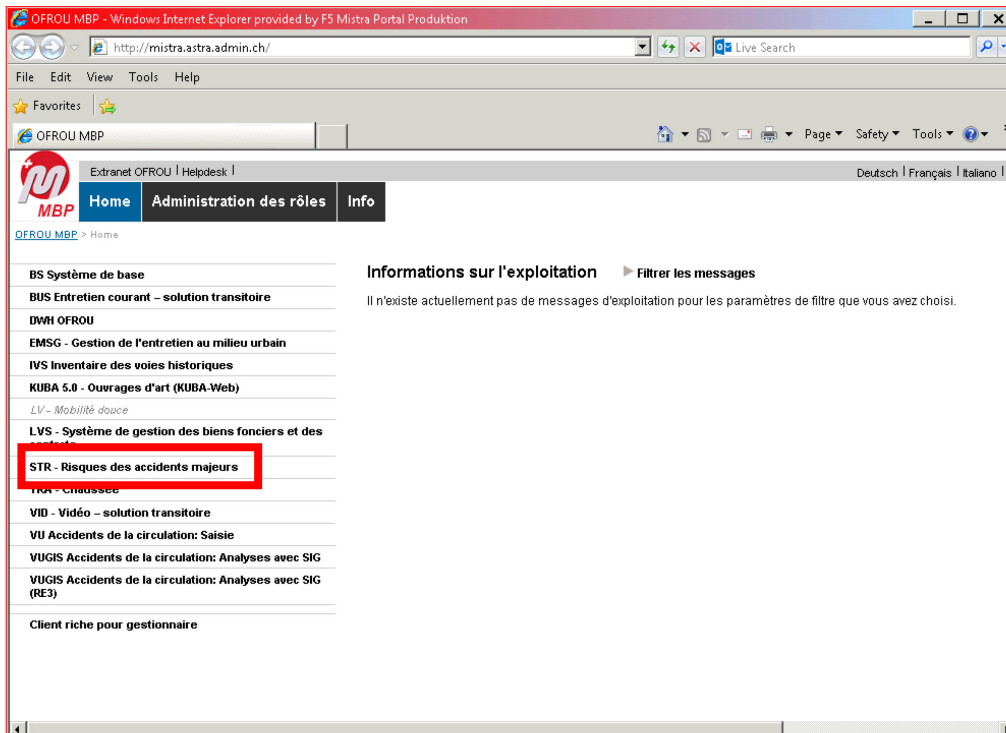 OFROU MBP - Windows Internet Explorer provided by F5 Mistra Portal Produktion
http://mistra.astra.admin.ch/
Live Search
File Edit View Tools Help
Favorites
OFROU MBP
Page Safety Tools
MBP
Extranet OFROU | Helpdesk |
Deutsch | Français | Italiano |
Home Administration des rôles Info
OFROU MBP > Home
BS Système de base
BUS Entretien courant – solution transitoire
DWH OFROU
EMSG - Gestion de l'entretien au milieu urbain
IVS Inventaire des voies historiques
KUBA 5.0 - Ouvrages d'art (KUBA-Web)
LV - Mobilité douce
LVS - Système de gestion des biens fonciers et des
STR - Risques des accidents majeurs
TRA - Chaussée
VID - Vidéo – solution transitoire
VU Accidents de la circulation: Saisie
VUGIS Accidents de la circulation: Analyses avec SIG
VUGIS Accidents de la circulation: Analyses avec SIG
(RE3)
Client riche pour gestionnaire
Informations sur l'exploitation
Filtrer les messages
Il n'existe actuellement pas de messages d'exploitation pour les paramètres de filtre que vous avez choisi.